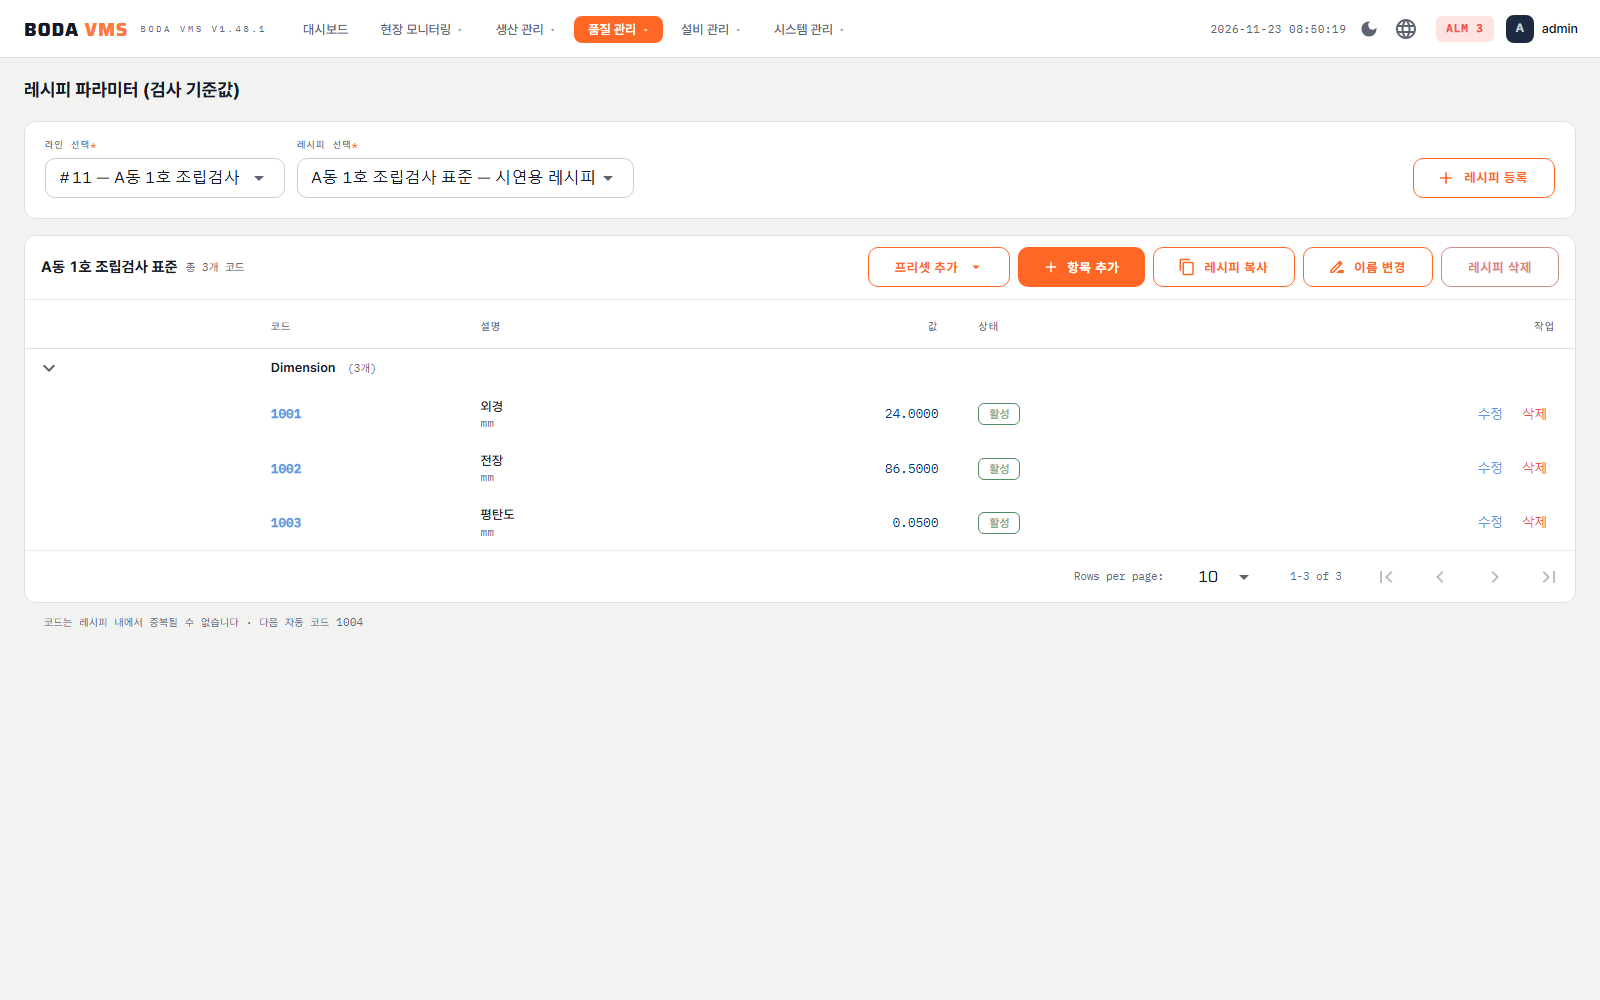 BODA VMS BODA VMS V1.48.1 대시보드 현장 모니터링 생산 관리 품질 관리 설비 관리 시스템 관리 2026-11-23 08:50:19 ALM 3 A admin
레시피 파라미터 (검사 기준값)
라인 선택* 레시피 선택*
#11 — A동 1호 조립검사 A동 1호 조립검사 표준 — 시연용 레시피 레시피 등록
A동 1호 조립검사 표준 총 3개 코드 프리셋 추가 항목 추가 레시피 복사 이름 변경 레시피 삭제
코드 설명 값 상태 작업
Dimension (3개)
1001 외경 24.0000 활성 수정 삭제
mm
1002 전장 86.5000 활성 수정 삭제
mm
1003 평탄도 0.0500 활성 수정 삭제
mm
Rows per page: 10 1-3 of 3
코드는 레시피 내에서 중복될 수 없습니다 · 다음 자동 코드 1004